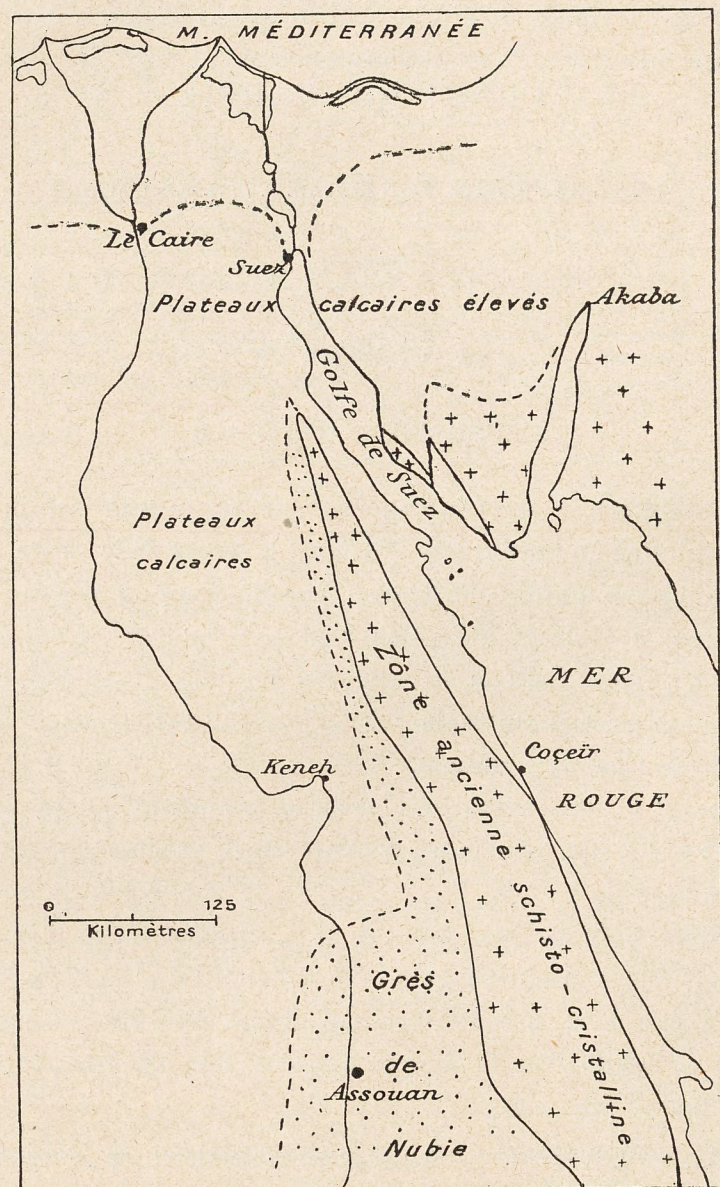 M. MÉDITERRANÉE
Le Caire
Suez
Plateaux calcaires élevés
Akaba
Golfe de Suez
Plateaux
calcaires
Zône ancienne schisto-cristalline
MER
ROUGE
Coçeïr
Keneh
0 125
Kilomètres
Grès
de
Assouan
Nubie